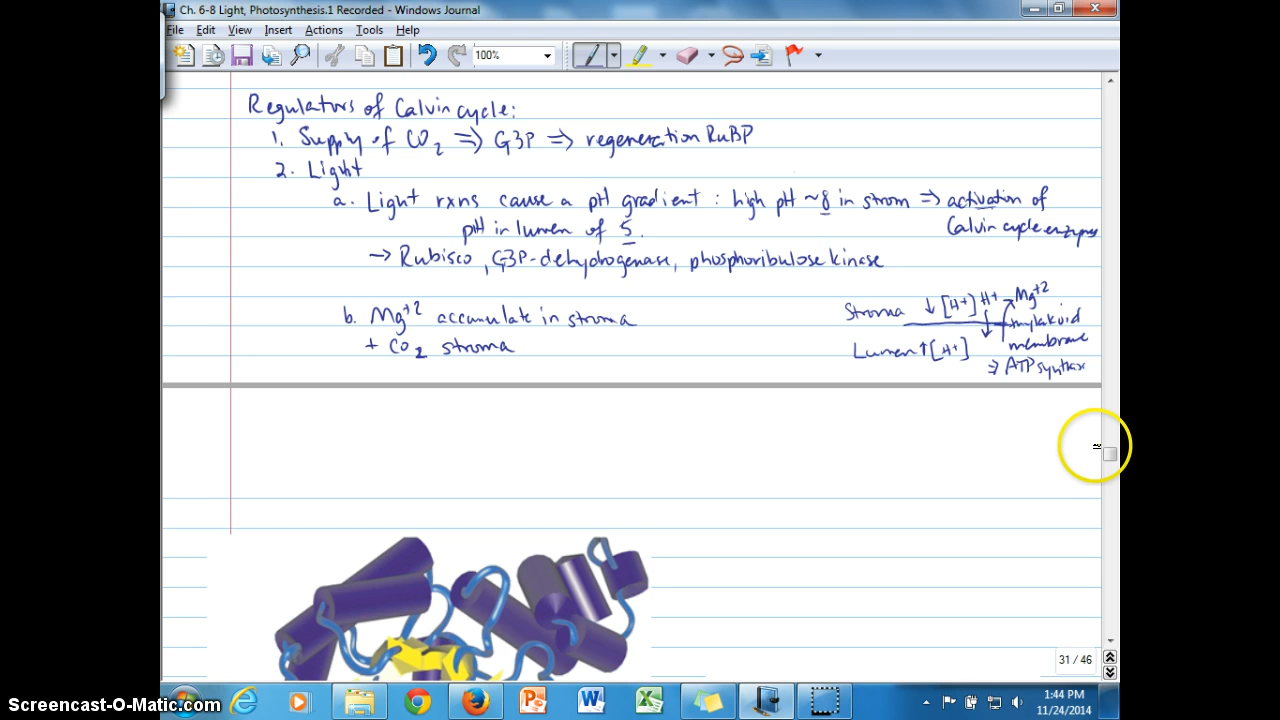 Ch. 6-8 Light, Photosynthesis.1 Recorded - Windows Journal
File Edit View Insert Actions Tools Help
100%
Regulators of Calvin cycle:
1. Supply of CO2 => G3P => regeneration RuBP
2. Light
a. Light rxns cause a pH gradient : high pH ~8 in strom => activation of
pH in lumen of 5. Calvin cycle enzymes
-> Rubisco, G3P-dehydrogenase, phosphoribulose kinase
b. Mg+2 accumulate in stroma
+ CO2 stroma
Stroma ↓ [H+] H+ Mg+2
thylakoid
membrane
Lumen ↑ [H+]
=> ATP syntase
31 / 46
Screencast-O-Matic.com
1:44 PM
11/24/2014